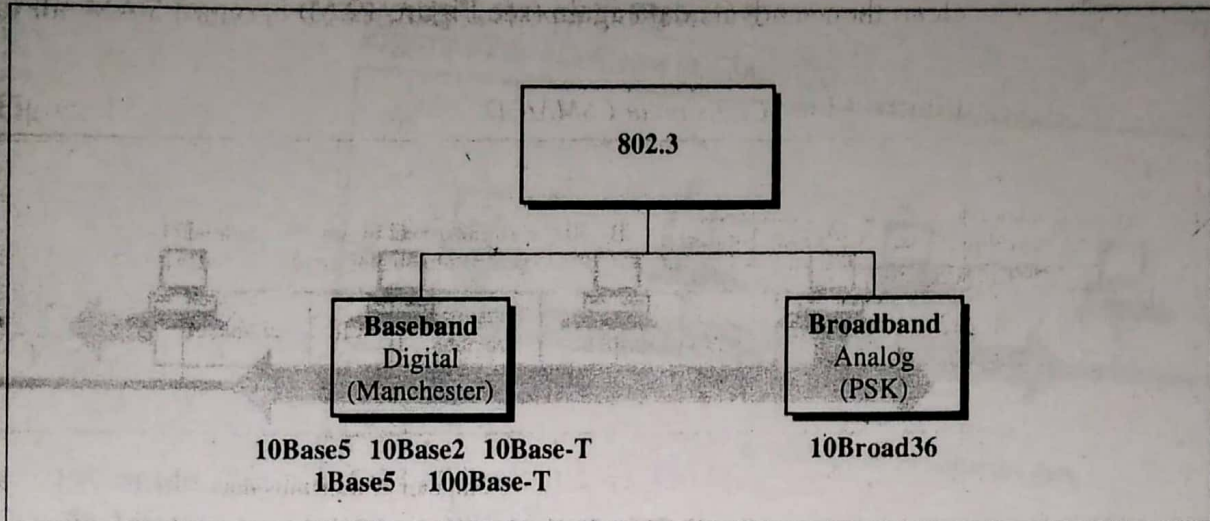 802.3
Baseband
Digital
(Manchester)
Broadband
Analog
(PSK)
10Base5 10Base2 10Base-T
1Base5 100Base-T
10Broad36